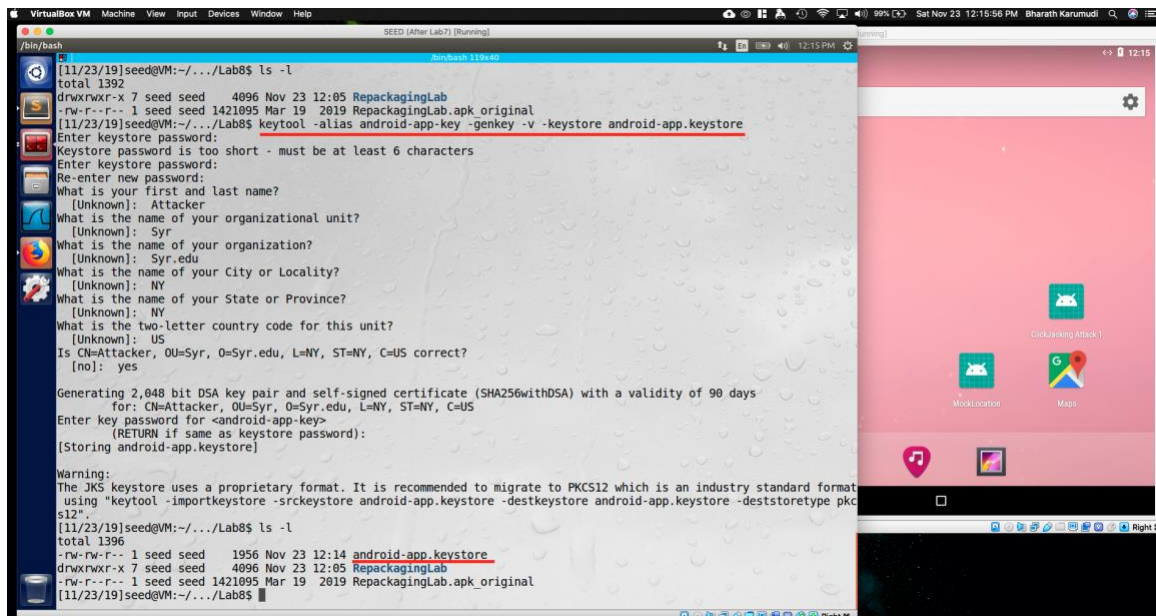 VirtualBox VM Machine View Input Devices Window Help
99% Sat Nov 23 12:15:56 PM Bharath Karumudi
SEED (After Lab7) [Running]
/bin/bash
En 12:15 PM
/bin/bash 119x40
[11/23/19]seed@VM:~/.../Lab8$ ls -l
total 1392
drwxrwxr-x 7 seed seed 4096 Nov 23 12:05 RepackagingLab
-rw-r--r-- 1 seed seed 1421095 Mar 19 2019 RepackagingLab.apk_original
[11/23/19]seed@VM:~/.../Lab8$ keytool -alias android-app-key -genkey -v -keystore android-app.keystore
Enter keystore password:
Keystore password is too short - must be at least 6 characters
Enter keystore password:
Re-enter new password:
What is your first and last name?
[Unknown]: Attacker
What is the name of your organizational unit?
[Unknown]: Syr
What is the name of your organization?
[Unknown]: Syr.edu
What is the name of your City or Locality?
[Unknown]: NY
What is the name of your State or Province?
[Unknown]: NY
What is the two-letter country code for this unit?
[Unknown]: US
Is CN=Attacker, OU=Syr, O=Syr.edu, L=NY, ST=NY, C=US correct?
[no]: yes
Generating 2,048 bit DSA key pair and self-signed certificate (SHA256withDSA) with a validity of 90 days
for: CN=Attacker, OU=Syr, O=Syr.edu, L=NY, ST=NY, C=US
Enter key password for <android-app-key>
(RETURN if same as keystore password):
[Storing android-app.keystore]
Warning:
The JKS keystore uses a proprietary format. It is recommended to migrate to PKCS12 which is an industry standard format
using "keytool -importkeystore -srckeystore android-app.keystore -destkeystore android-app.keystore -deststoretype pkc
s12".
[11/23/19]seed@VM:~/.../Lab8$ ls -l
total 1396
-rw-rw-r-- 1 seed seed 1956 Nov 23 12:14 android-app.keystore
drwxrwxr-x 7 seed seed 4096 Nov 23 12:05 RepackagingLab
-rw-r--r-- 1 seed seed 1421095 Mar 19 2019 RepackagingLab.apk_original
[11/23/19]seed@VM:~/.../Lab8$
12:15
ClickJacking Attack 1
MockLocation
Maps
Right